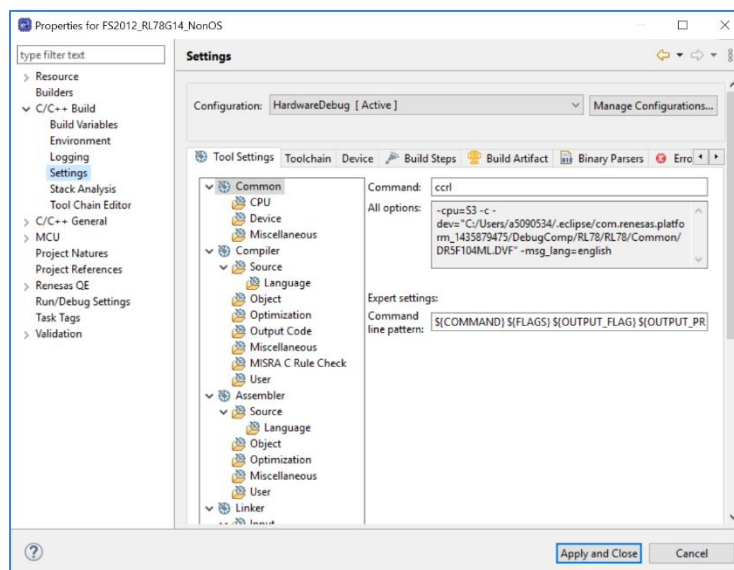 Properties for FS2012_RL78G14_NonOS
type filter text
Resource
Builders
C/C++ Build
Build Variables
Environment
Logging
Settings
Stack Analysis
Tool Chain Editor
C/C++ General
MCU
Project Natures
Project References
Renesas QE
Run/Debug Settings
Task Tags
Validation
Settings
Configuration: HardwareDebug [ Active ]
Manage Configurations...
Tool Settings Toolchain Device Build Steps Build Artifact Binary Parsers Erro
Common
CPU
Device
Miscellaneous
Compiler
Source
Language
Object
Optimization
Output Code
Miscellaneous
MISRA C Rule Check
User
Assembler
Source
Language
Object
Optimization
Miscellaneous
User
Linker
Input
Command: ccrl
All options: -cpu=S3 -c -
dev="C:/Users/a5090534/.eclipse/com.renesas.platfo
rm_1435879475/DebugComp/RL78/RL78/Common/
DR5F104ML.DVF" -msg_lang=english
Expert settings:
Command
line pattern: ${COMMAND} ${FLAGS} ${OUTPUT_FLAG} ${OUTPUT_PR
Apply and Close
Cancel